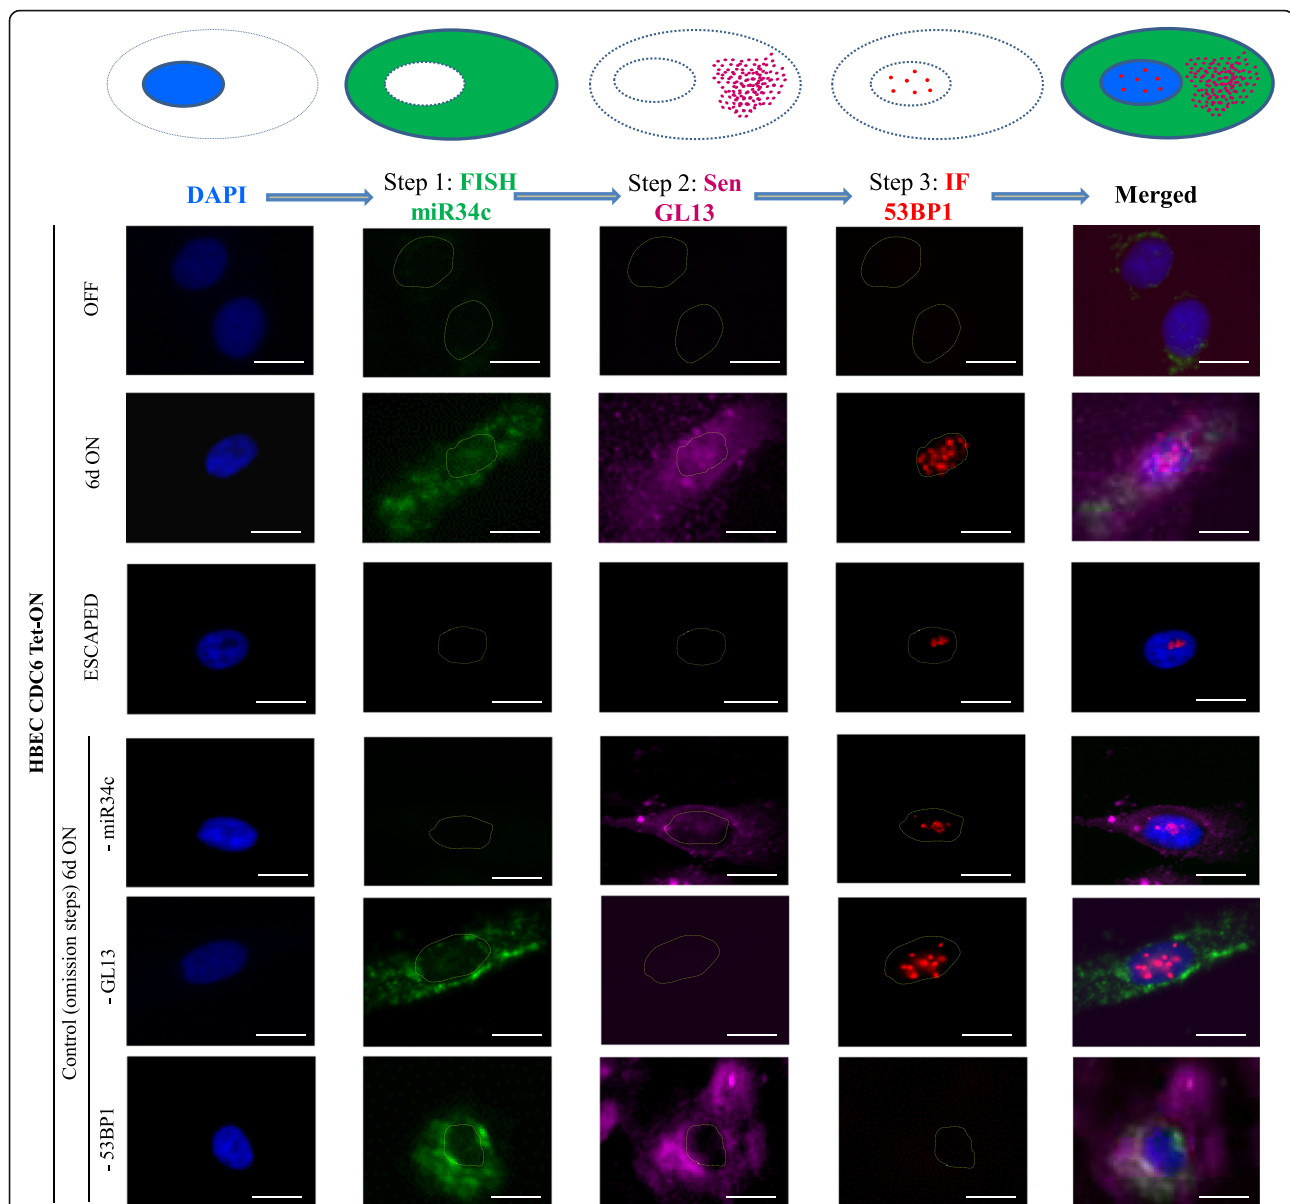 DAPI
Step 1: FISH
miR34c
Step 2: Sen
GL13
Step 3: IF
53BP1
Merged
HBEC CDC6 Tet-ON
OFF
6d ON
ESCAPED
Control (omission steps) 6d ON
- miR34c
- GL13
- 53BP1